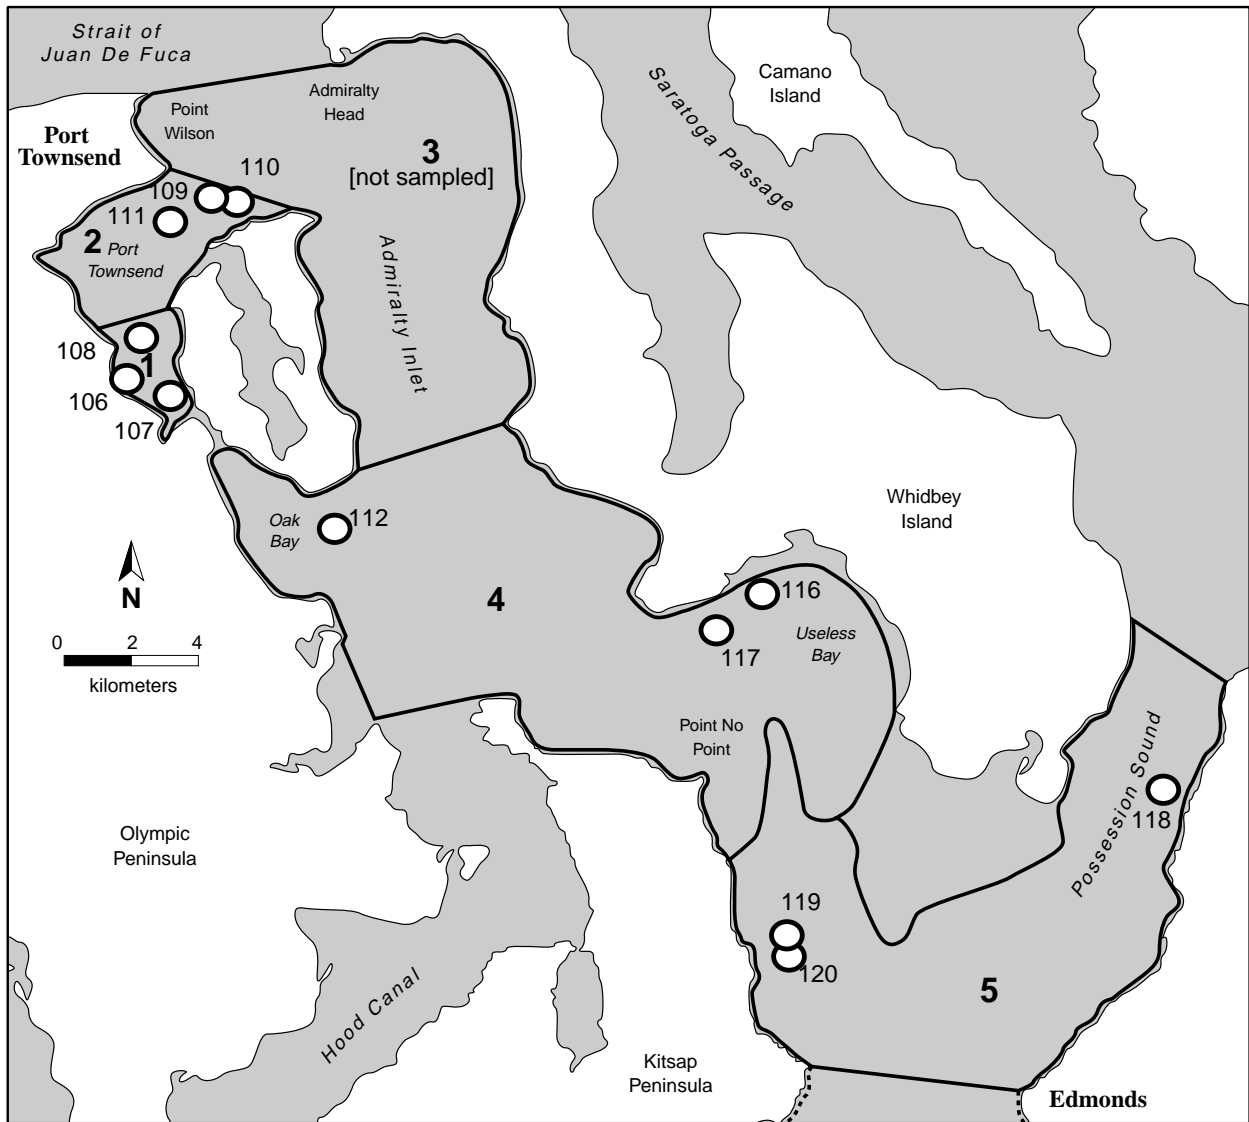 Strait of
Juan De Fuca
Camano
Island
Saratoga Passage
Admiralty
Head
Point
Wilson
Port
Townsend
3
[not sampled]
110
109
111
2
Port
Townsend
Admiralty Inlet
108
1
106
107
Whidbey
Island
Oak
Bay
112
N
4
116
117
Useless
Bay
0 2 4
kilometers
Point No
Point
Possession Sound
118
Olympic
Peninsula
119
120
5
Hood Canal
Kitsap
Peninsula
Edmonds